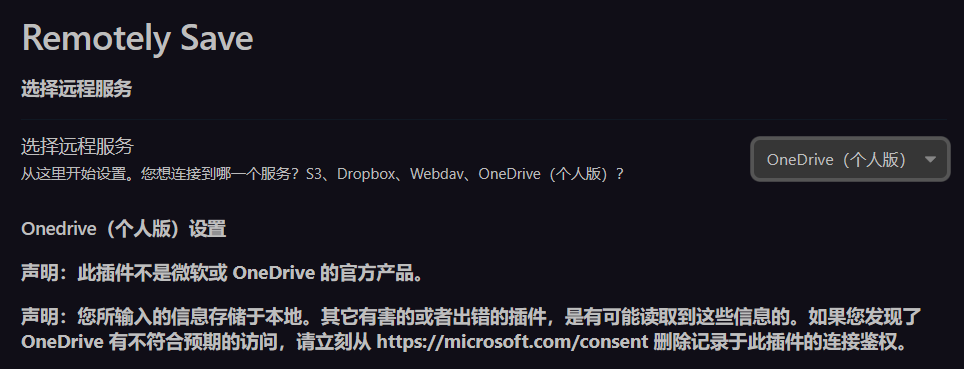 Remotely Save
选择远程服务
选择远程服务
从这里开始设置。您想连接到哪一个服务？S3、Dropbox、Webdav、OneDrive（个人版）？
OneDrive（个人版）
Onedrive（个人版）设置
声明：此插件不是微软或 OneDrive 的官方产品。
声明：您所输入的信息存储于本地。其它有害的或者出错的插件，是有可能读取到这些信息的。如果您发现了
OneDrive 有不符合预期的访问，请立刻从 https://microsoft.com/consent 删除记录于此插件的连接鉴权。